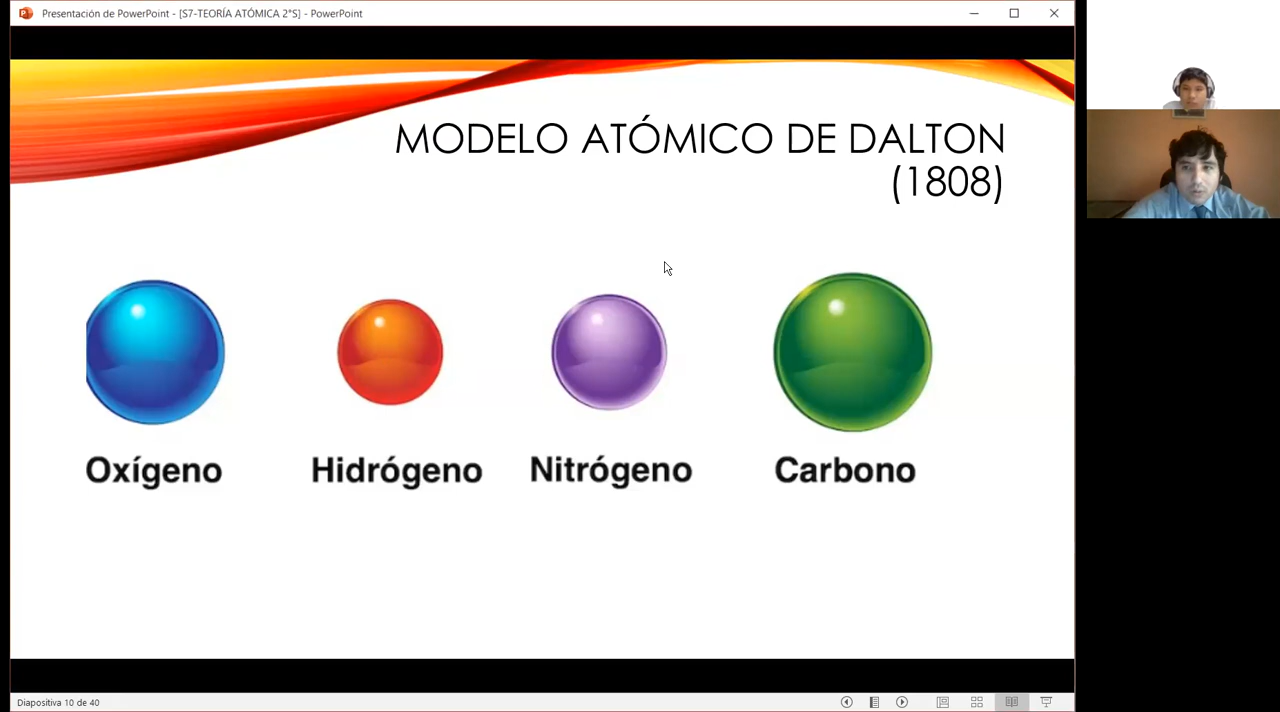 Presentación de PowerPoint - [S7-TEORÍA ATÓMICA 2°S] - PowerPoint
MODELO ATÓMICO DE DALTON
(1808)
Oxígeno Hidrógeno Nitrógeno Carbono
Diapositiva 10 de 40